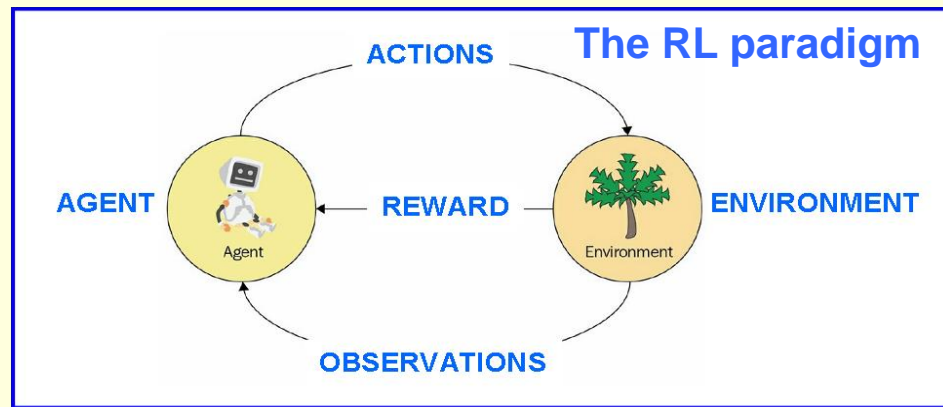 The RL paradigm
ACTIONS
AGENT
Agent
REWARD
Environment
ENVIRONMENT
OBSERVATIONS